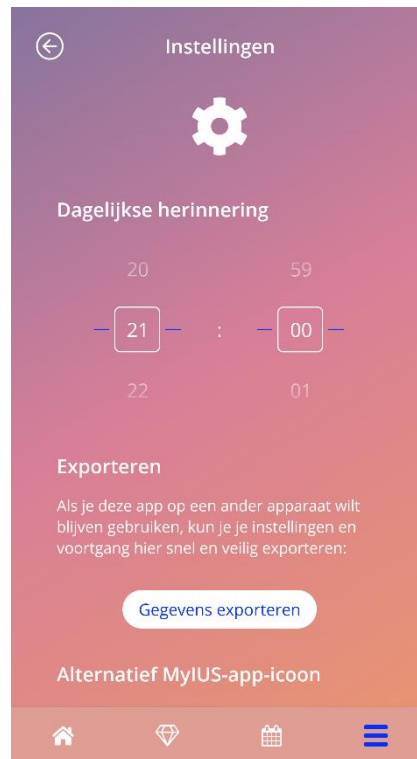 Instellingen
Dagelijkse herinnering
20 59
21 : 00
22 01
Exporteren
Als je deze app op een ander apparaat wilt
blijven gebruiken, kun je je instellingen en
voortgang hier snel en veilig exporteren:
Gegevens exporteren
Alternatief MyIUS-app-icoon